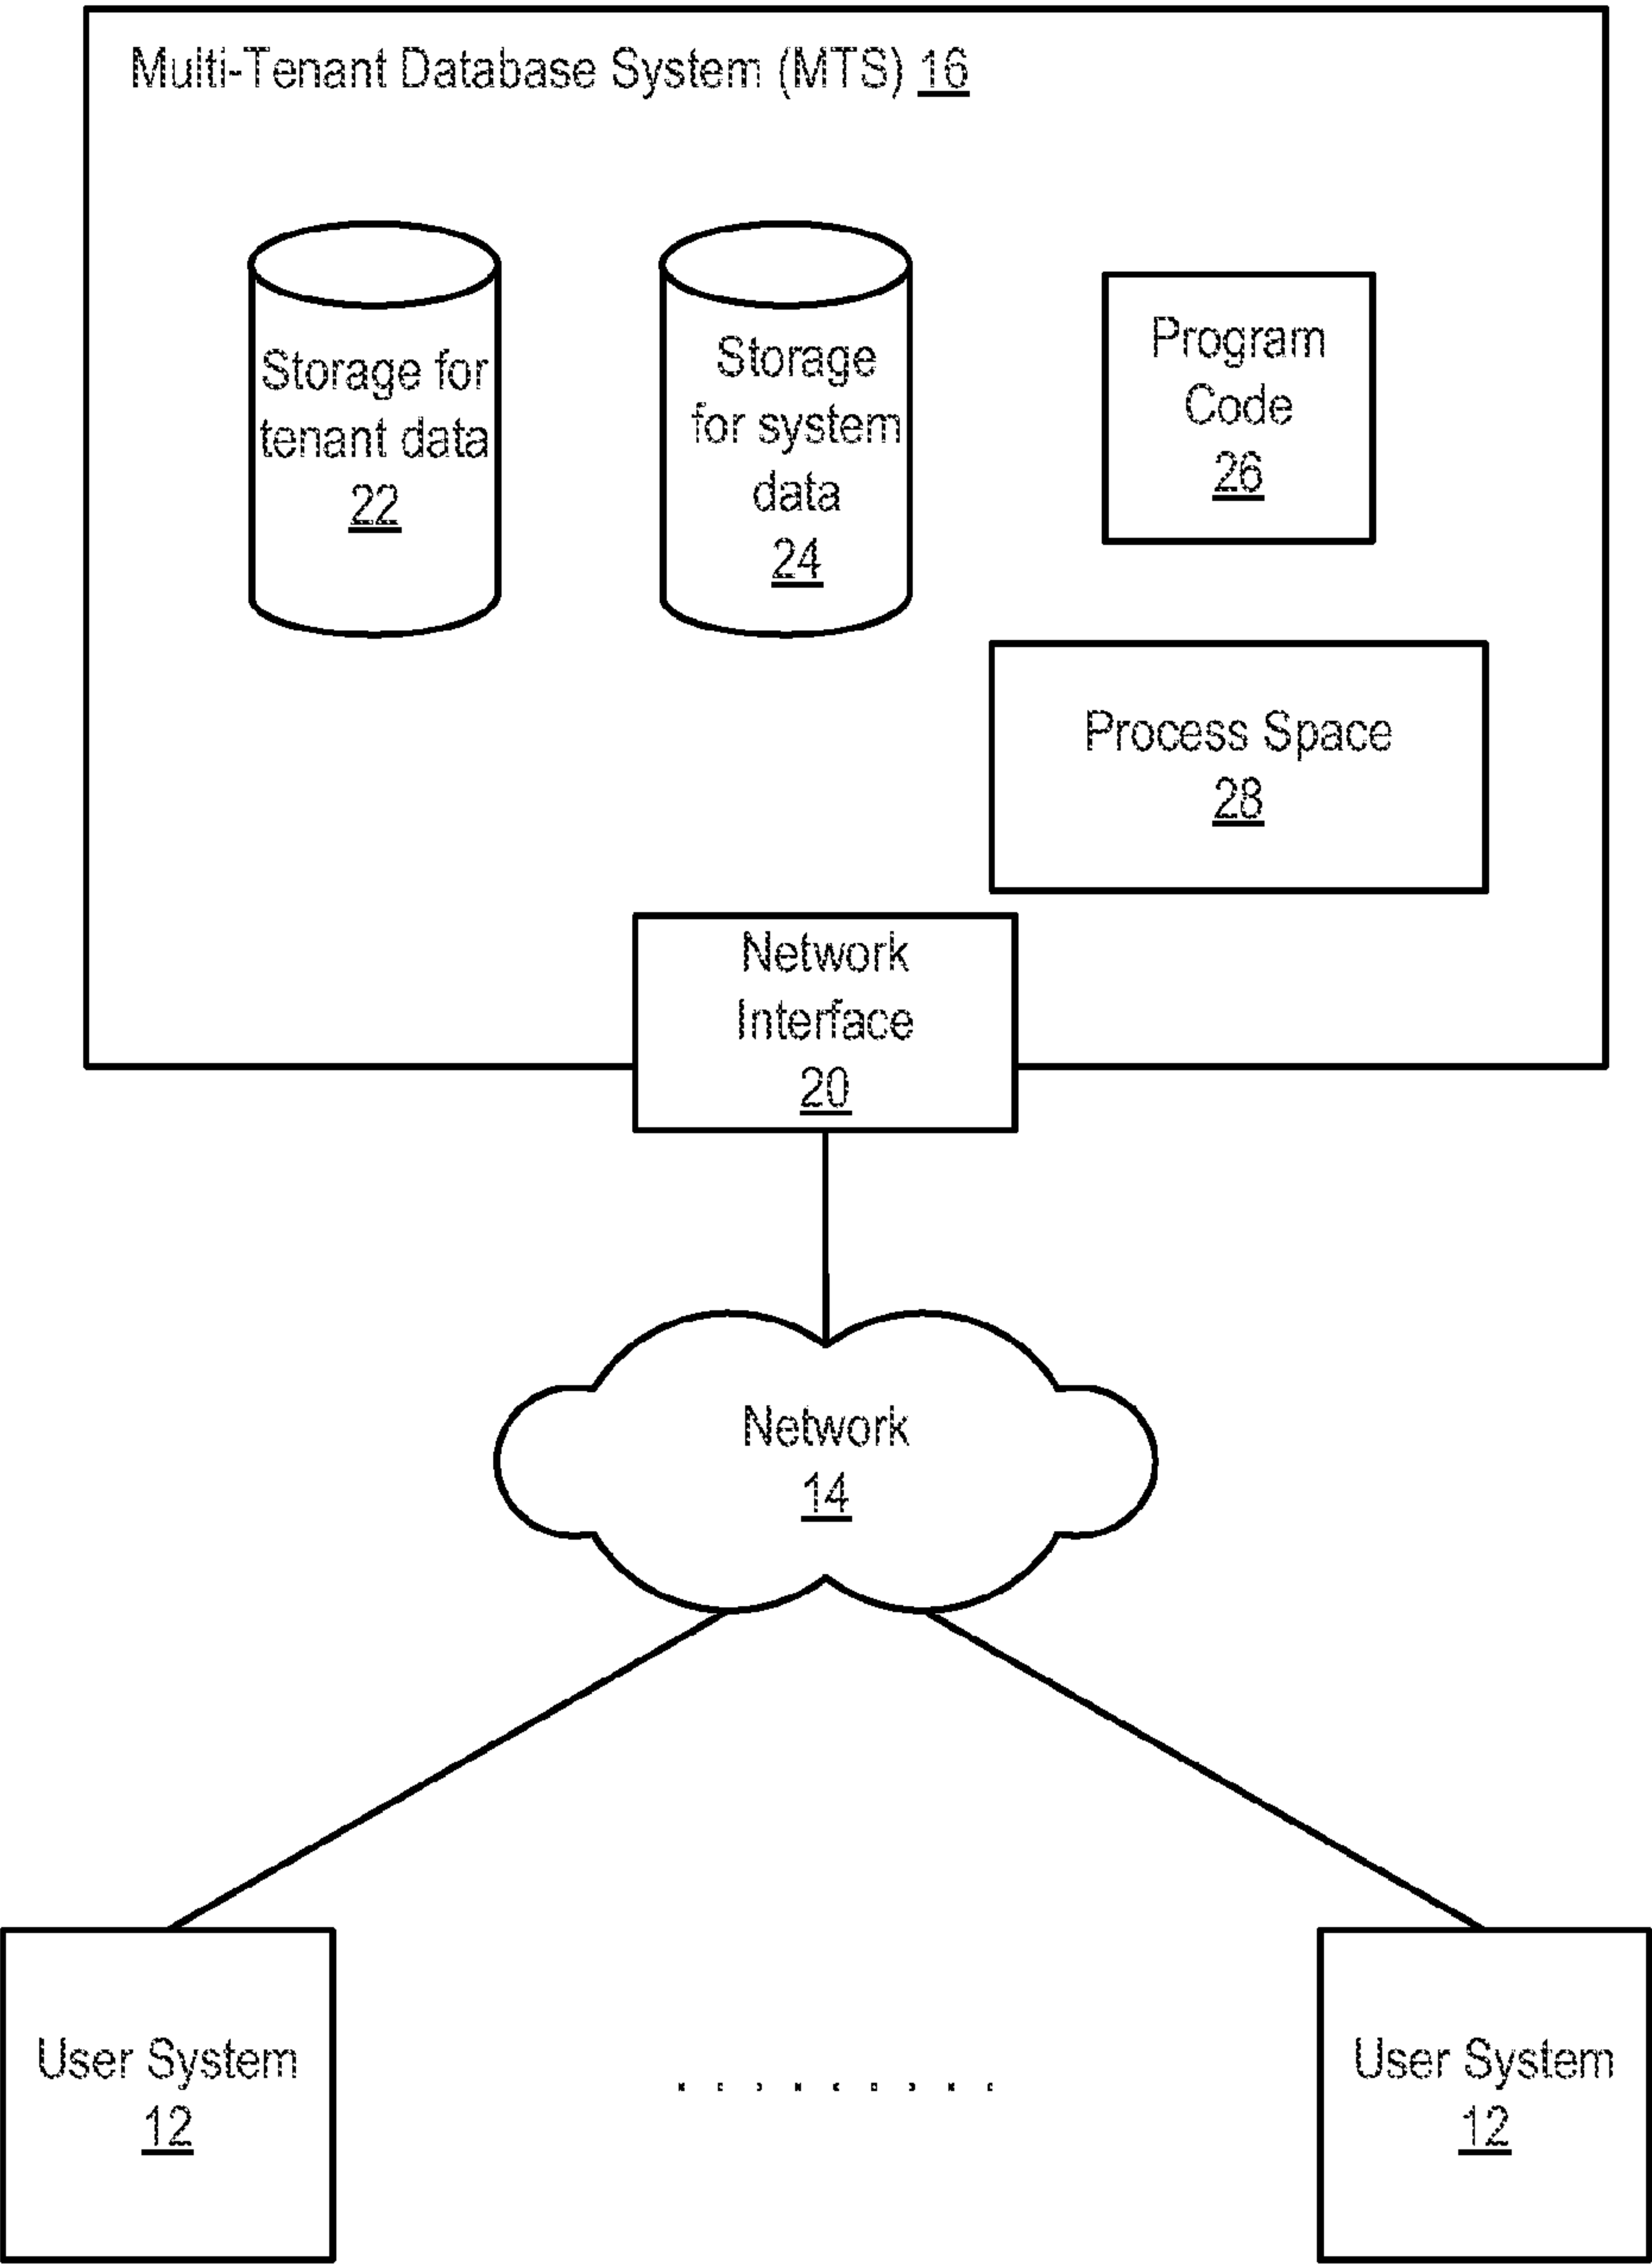 Multi-Tenant Database System (MTS) 16
Storage for
tenant data
22
Storage
for system
data
24
Program
Code
26
Process Space
28
Network
Interface
20
Network
14
User System
12
User System
12